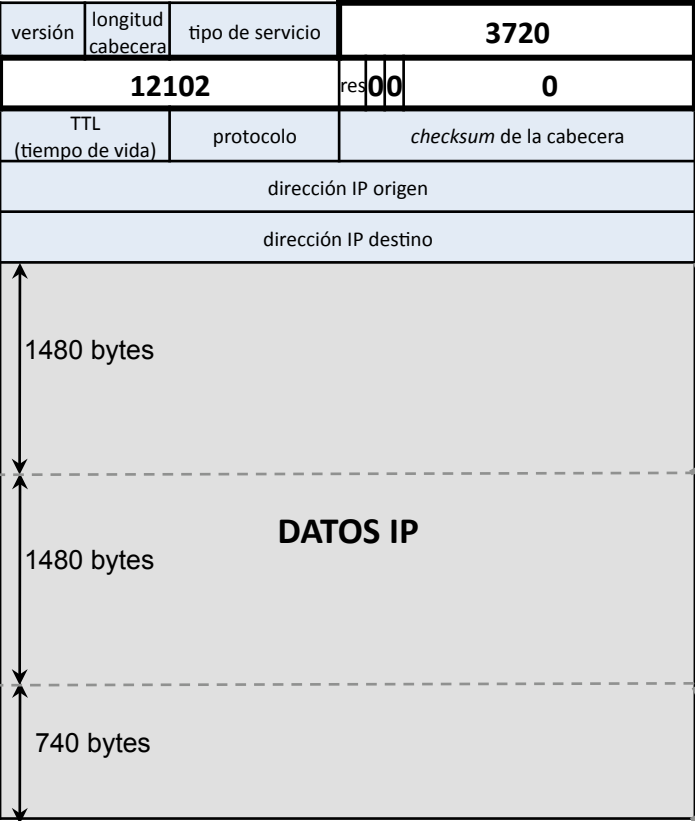 versión longitud cabecera tipo de servicio 3720
12102 res 0 0 0
TTL (tiempo de vida) protocolo checksum de la cabecera
dirección IP origen
dirección IP destino
1480 bytes
DATOS IP
1480 bytes
740 bytes